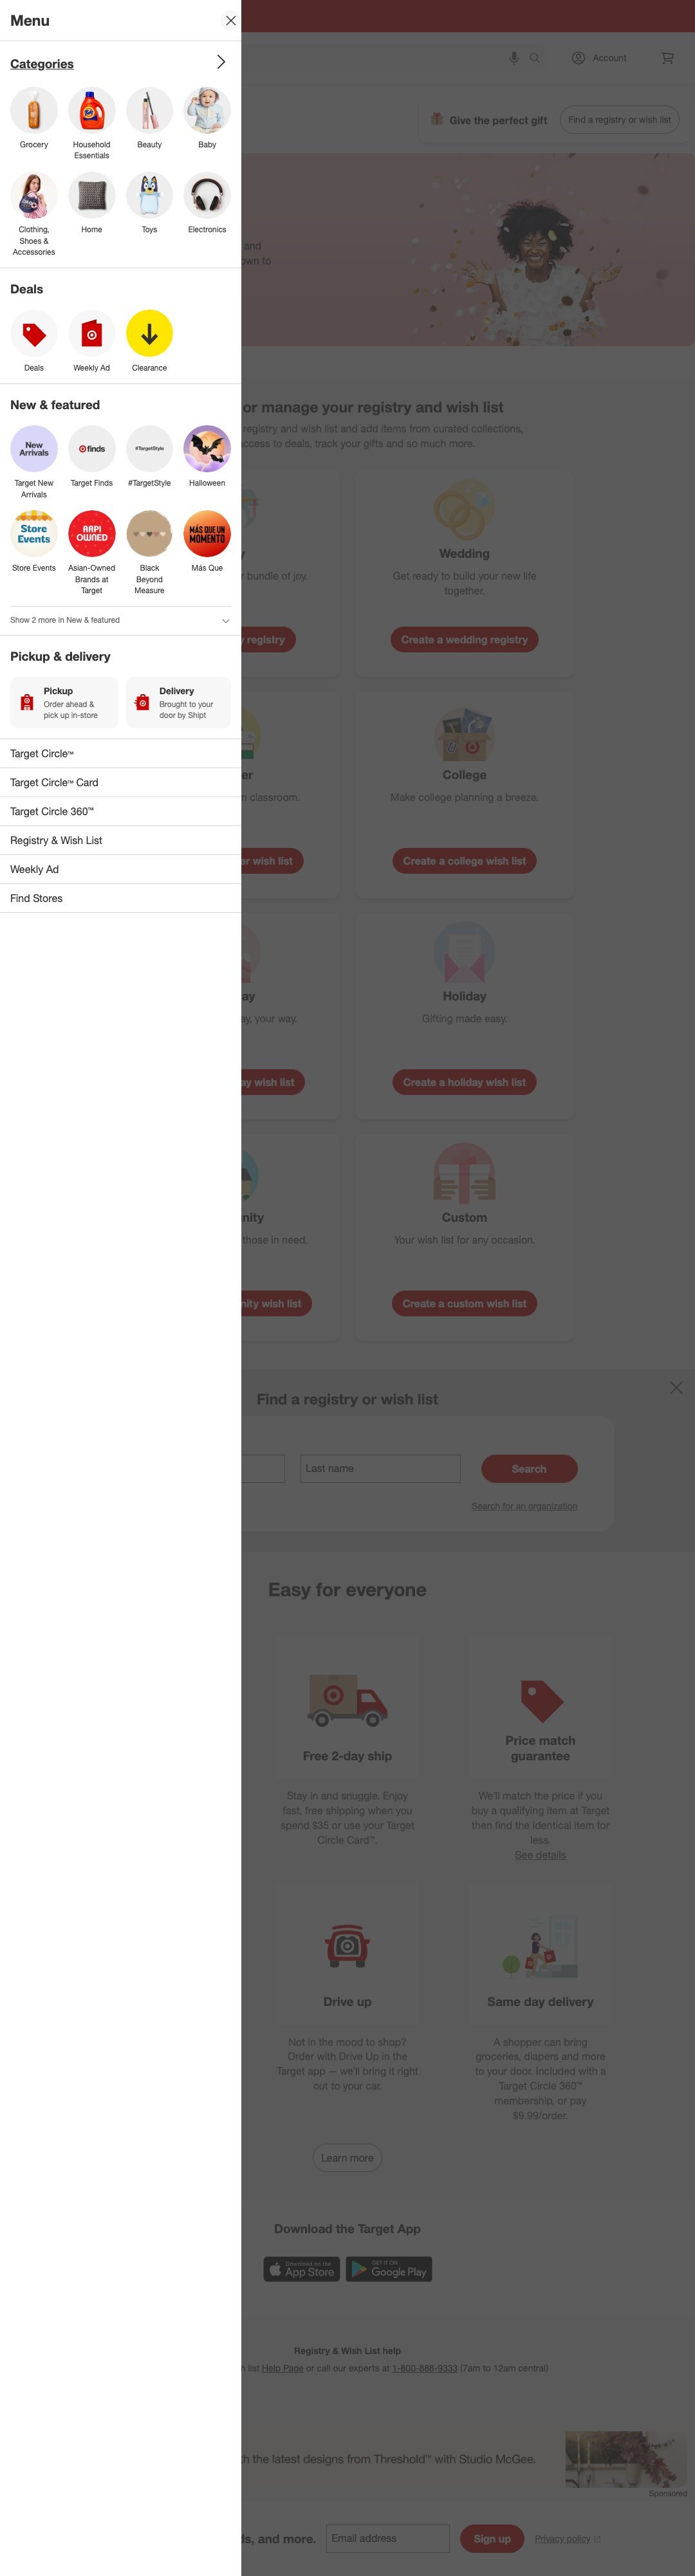 Menu
Categories
Grocery
Household
Essentials
Beauty
Baby
Clothing,
Shoes &
Accessories
Home
Toys
Electronics
Deals
Deals
Weekly Ad
Clearance
New & featured
New
Arrivals
finds
#TargetStyle
Target New
Arrivals
Target Finds
#TargetStyle
Halloween
Store
Events
AAPI
OWNED
MÁS QUE UN
MOMENTO
Store Events
Asian-Owned
Brands at
Target
Black
Beyond
Measure
Más Que
Show 2 more in New & featured
Pickup & delivery
Pickup
Order ahead &
pick up in-store
Delivery
Brought to your
door by Shipt
Target Circle™
Target Circle™ Card
Target Circle 360™
Registry & Wish List
Weekly Ad
Find Stores
Account
Give the perfect gift
Find a registry or wish list
and
own to
or manage your registry and wish list
registry and wish list and add items from curated collections,
access to deals, track your gifts and so much more.
y
r bundle of joy.
y registry
Wedding
Get ready to build your new life
together.
Create a wedding registry
er
n classroom.
er wish list
College
Make college planning a breeze.
Create a college wish list
ay
ay, your way.
ay wish list
Holiday
Gifting made easy.
Create a holiday wish list
nity
those in need.
nity wish list
Custom
Your wish list for any occasion.
Create a custom wish list
Find a registry or wish list
Last name
Search
Search for an organization
Easy for everyone
Free 2-day ship
Stay in and snuggle. Enjoy
fast, free shipping when you
spend $35 or use your Target
Circle Card™.
Price match
guarantee
We'll match the price if you
buy a qualifying item at Target
then find the identical item for
less.
See details
Drive up
Not in the mood to shop?
Order with Drive Up in the
Target app — we'll bring it right
out to your car.
Same day delivery
A shopper can bring
groceries, diapers and more
to your door. Included with a
Target Circle 360™
membership, or pay
$9.99/order.
Learn more
Download the Target App
Download on the
App Store
GET IT ON
Google Play
Registry & Wish List help
h list Help Page or call our experts at 1-800-888-9333 (7am to 12am central)
th the latest designs from Threshold™ with Studio McGee.
Sponsored
ds, and more.
Email address
Sign up
Privacy policy